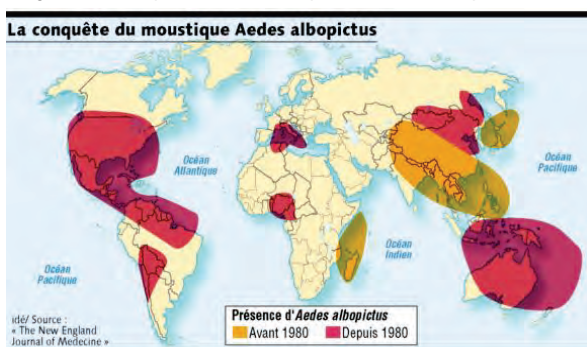 La conquête du moustique Aedes albopictus
Océan
Atlantique
Océan
Pacifique
Océan
Pacifique
Océan
Indien
idé/ Source :
« The New England
Journal of Medecine »
Présence d'Aedes albopictus
Avant 1980
Depuis 1980